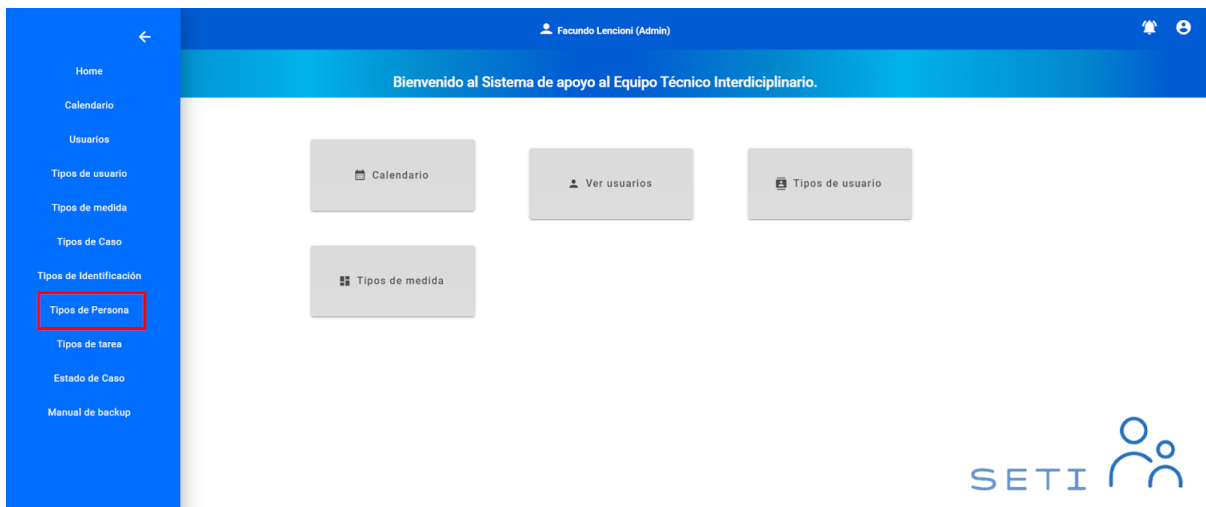 Facundo Lencioni (Admin)
Bienvenido al Sistema de apoyo al Equipo Técnico Interdiciplinario.
Home
Calendario
Usuarios
Tipos de usuario
Tipos de medida
Tipos de Caso
Tipos de Identificación
Tipos de Persona
Tipos de tarea
Estado de Caso
Manual de backup
Calendario
Ver usuarios
Tipos de usuario
Tipos de medida
SETI